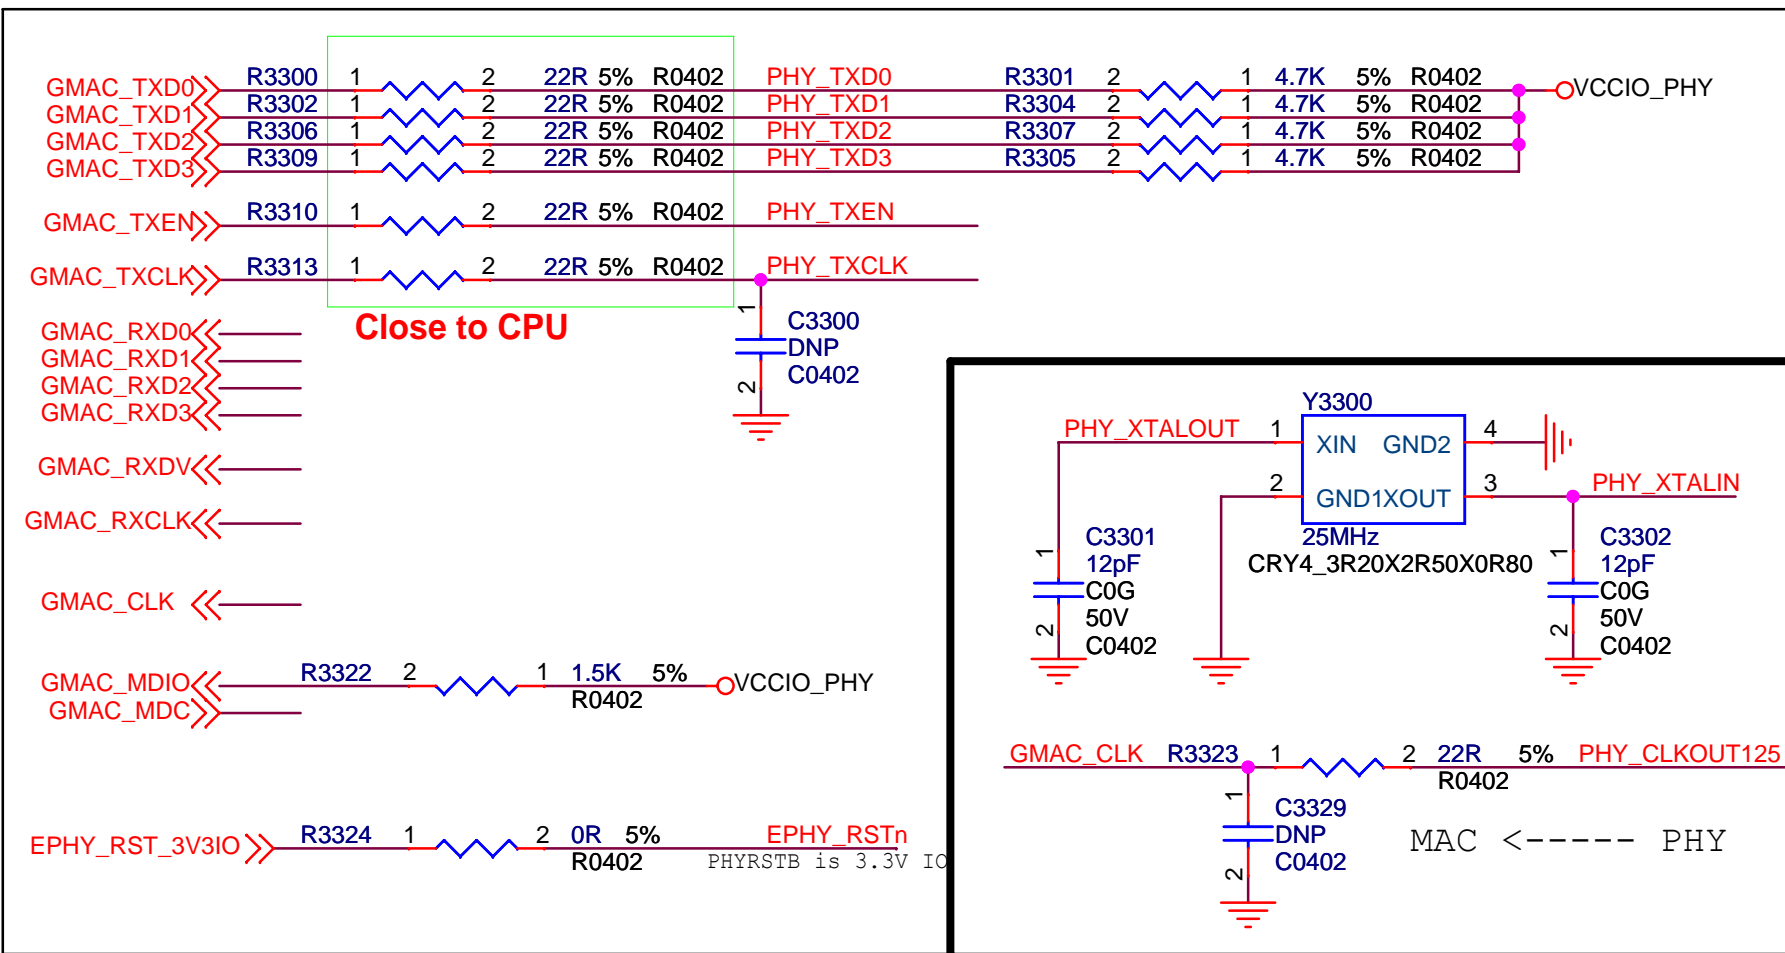 GMAC_TXD0 R3300 1 2 22R 5% R0402 PHY_TXD0 R3301 2 1 4.7K 5% R0402 VCCIO_PHY
GMAC_TXD1 R3302 1 2 22R 5% R0402 PHY_TXD1 R3304 2 1 4.7K 5% R0402
GMAC_TXD2 R3306 1 2 22R 5% R0402 PHY_TXD2 R3307 2 1 4.7K 5% R0402
GMAC_TXD3 R3309 1 2 22R 5% R0402 PHY_TXD3 R3305 2 1 4.7K 5% R0402
GMAC_TXEN R3310 1 2 22R 5% R0402 PHY_TXEN
GMAC_TXCLK R3313 1 2 22R 5% R0402 PHY_TXCLK
Close to CPU
1
C3300
DNP
C0402
2
GMAC_RXD0
GMAC_RXD1
GMAC_RXD2
GMAC_RXD3
GMAC_RXDV
GMAC_RXCLK
GMAC_CLK
GMAC_MDIO R3322 2 1 1.5K 5% VCCIO_PHY
R0402
GMAC_MDC
EPHY_RST_3V3IO R3324 1 2 0R 5% EPHY_RSTn
R0402 PHYRSTB is 3.3V IO
Y3300
PHY_XTALOUT 1 XIN GND2 4
2 GND1 XOUT 3 PHY_XTALIN
25MHz
CRY4_3R20X2R50X0R80
1
C3301
12pF
C0G
50V
C0402
2
1
C3302
12pF
C0G
50V
C0402
2
GMAC_CLK R3323 1 2 22R 5% PHY_CLKOUT125
R0402
1
C3329
DNP
C0402
2
MAC <----- PHY